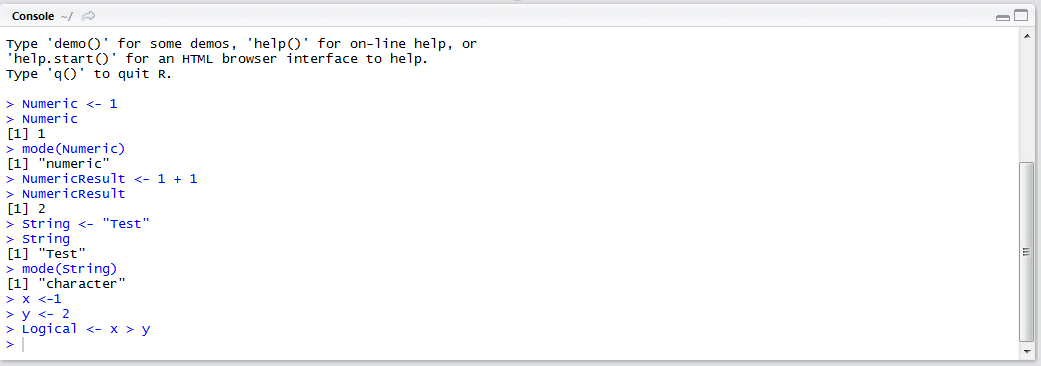 Console ~/
Type 'demo()' for some demos, 'help()' for on-line help, or
'help.start()' for an HTML browser interface to help.
Type 'q()' to quit R.
> Numeric <- 1
> Numeric
[1] 1
> mode(Numeric)
[1] "numeric"
> NumericResult <- 1 + 1
> NumericResult
[1] 2
> String <- "Test"
> String
[1] "Test"
> mode(String)
[1] "character"
> x <-1
> y <- 2
> Logical <- x > y
>